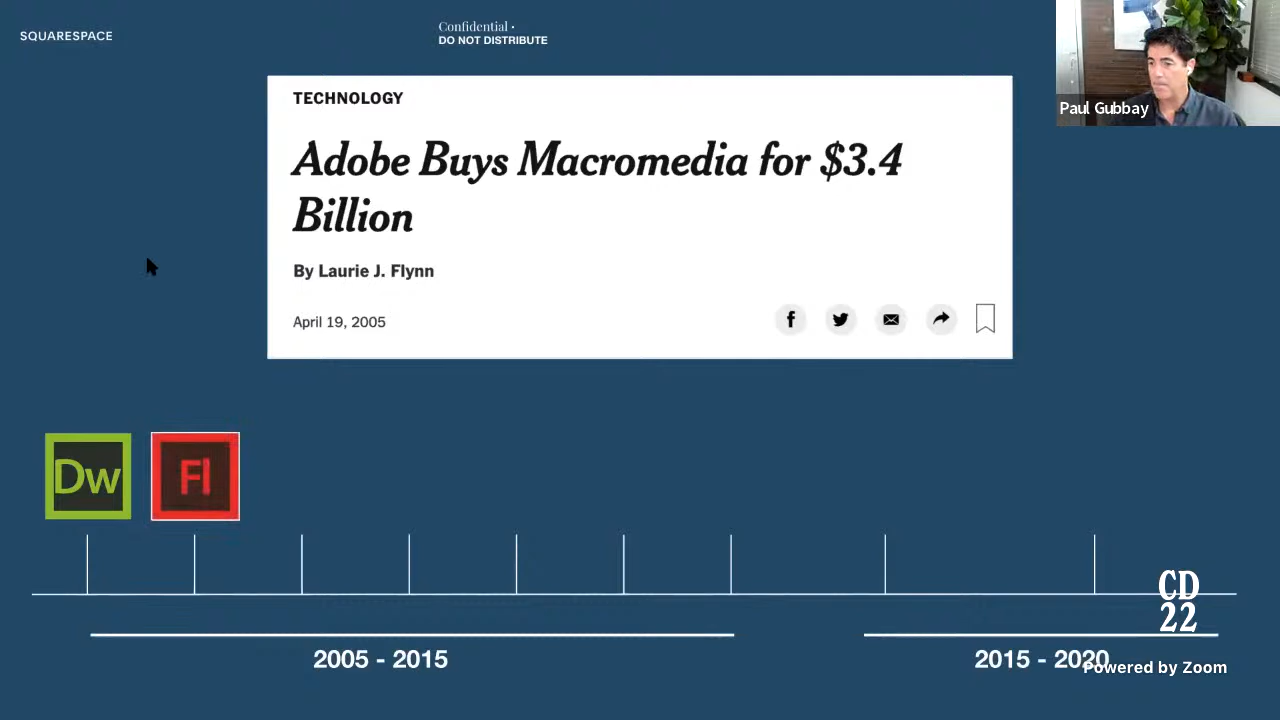 SQUARESPACE
Confidential ·
DO NOT DISTRIBUTE
Paul Gubbay
TECHNOLOGY
Adobe Buys Macromedia for $3.4
Billion
By Laurie J. Flynn
April 19, 2005
Dw
Fl
CD
22
2005 - 2015
2015 - 2020
Powered by Zoom